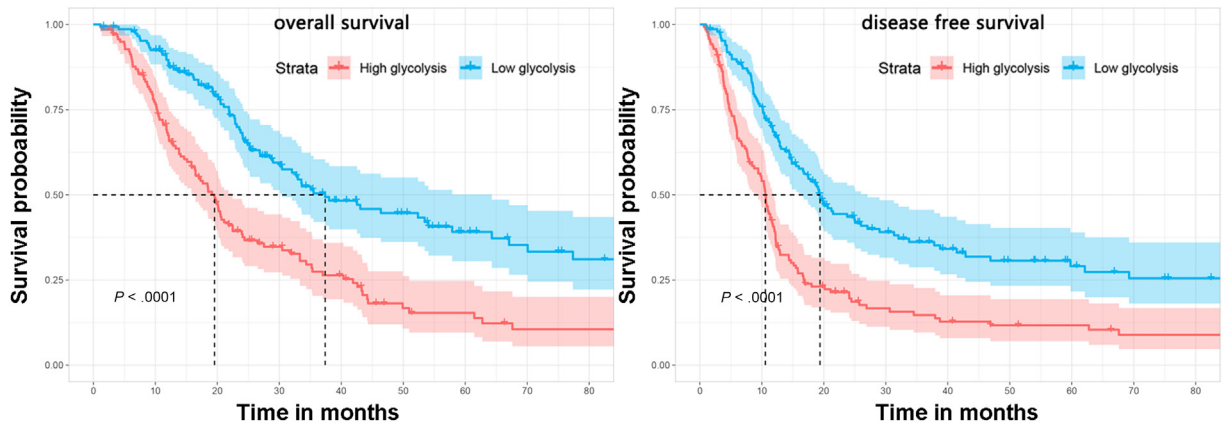 overall survival
Strata High glycolysis Low glycolysis
Survival proboability
1.00
0.75
0.50
0.25
0.00
P < .0001
0 10 20 30 40 50 60 70 80
Time in months
disease free survival
Strata High glycolysis Low glycolysis
Survival proboability
1.00
0.75
0.50
0.25
0.00
P < .0001
0 10 20 30 40 50 60 70 80
Time in months